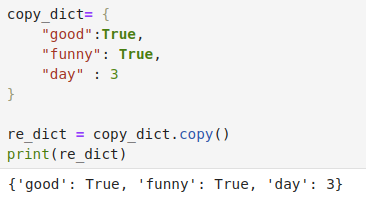 copy_dict= {
    "good":True,
    "funny": True,
    "day" : 3
}

re_dict = copy_dict.copy()
print(re_dict)
{'good': True, 'funny': True, 'day': 3}